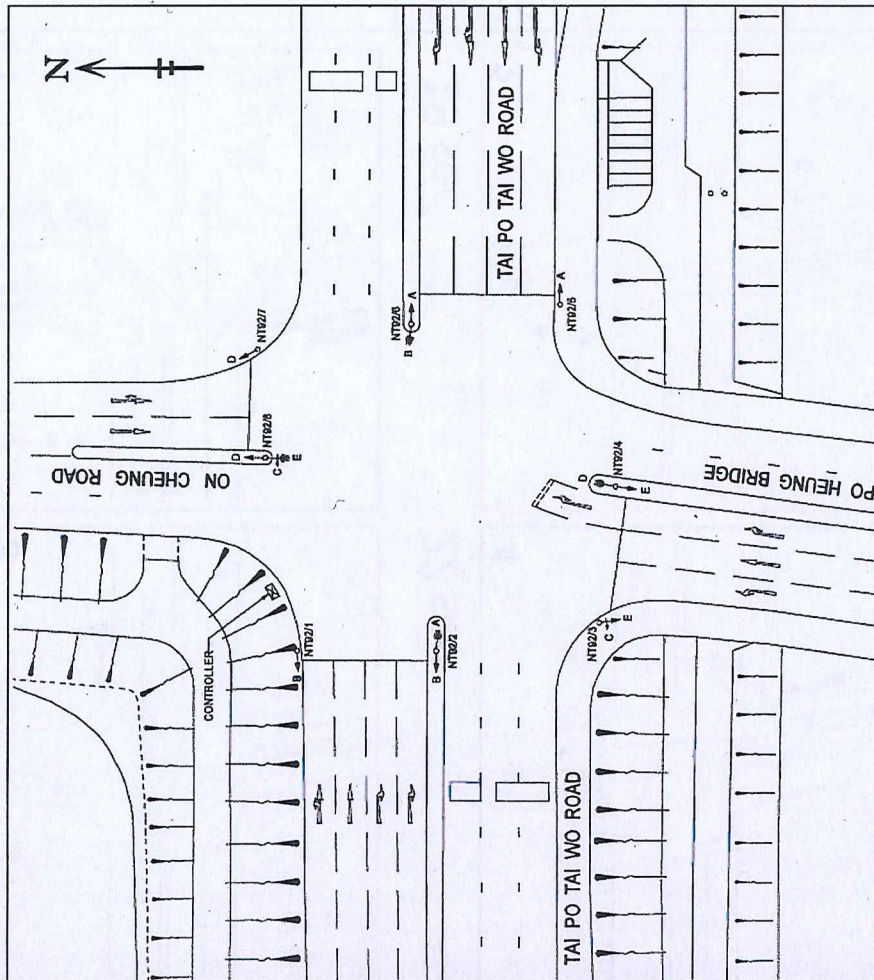 N
TAI PO TAI WO ROAD
NT92/7
D
NT92/6
A
B
A
NT92/5
NT92/8
D
C
E
ON CHEUNG ROAD
D
NT92/4
E
PO HEUNG BRIDGE
CONTROLLER
NT92/1
B
A
B
NT92/2
NT92/3
C
E
TAI PO TAI WO ROAD